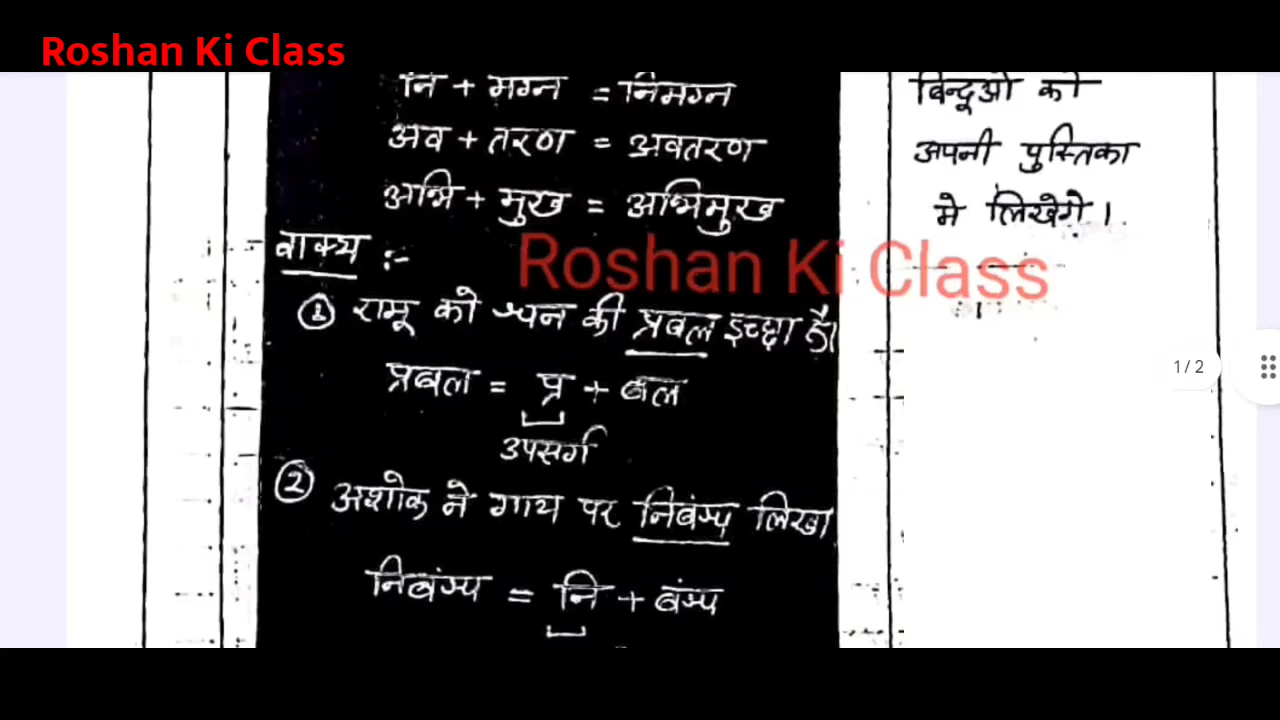 Roshan Ki Class
नि + मग्न = निमग्न
अव + तरण = अवतरण
अभि + मुख = अभिमुख
वाक्य :-
① रामू को धन की प्रबल इच्छा है।
प्रबल = प्र + बल
उपसर्ग
② अशोक ने गाय पर निबंध लिखा
निबंध = नि + बंध
बिन्दूओ को
अपनी पुस्तिका
मे लिखेगे।
Roshan Ki Class
1 / 2